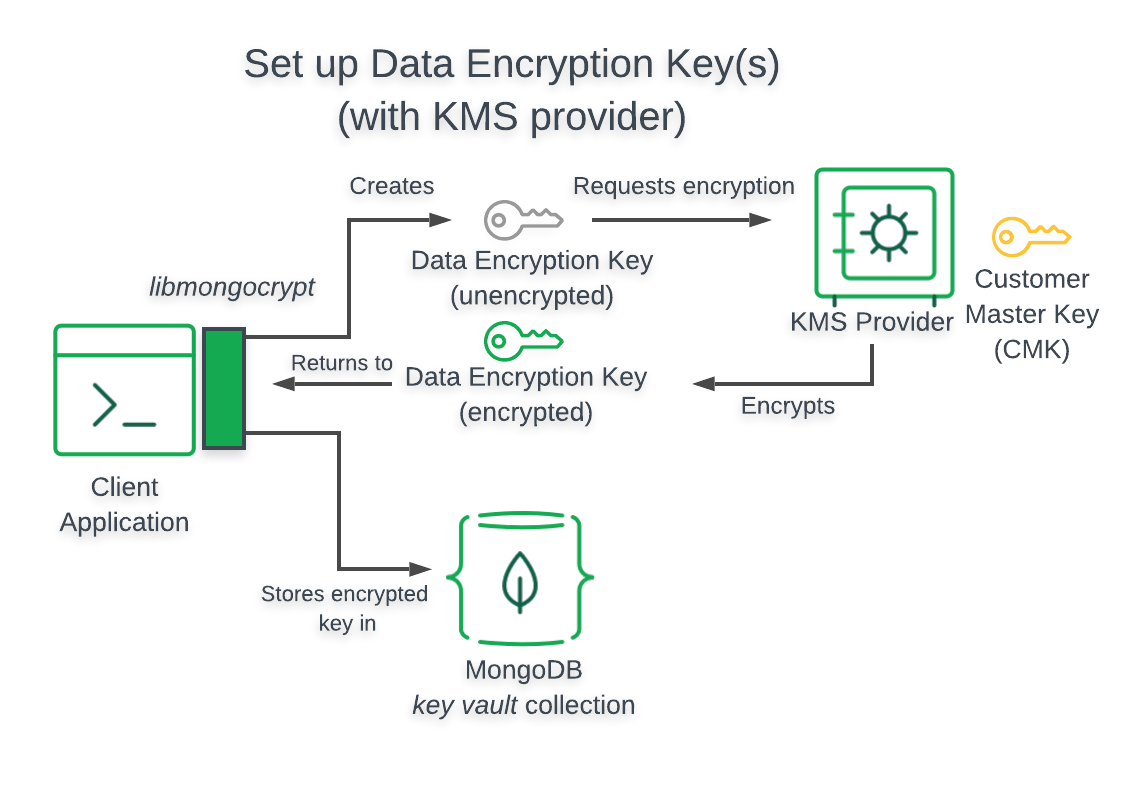 Set up Data Encryption Key(s)
(with KMS provider)
Creates
Requests encryption
Data Encryption Key
(unencrypted)
libmongocrypt
Customer
Master Key
(CMK)
KMS Provider
Returns to
Data Encryption Key
(encrypted)
Encrypts
Client
Application
Stores encrypted
key in
MongoDB
key vault collection